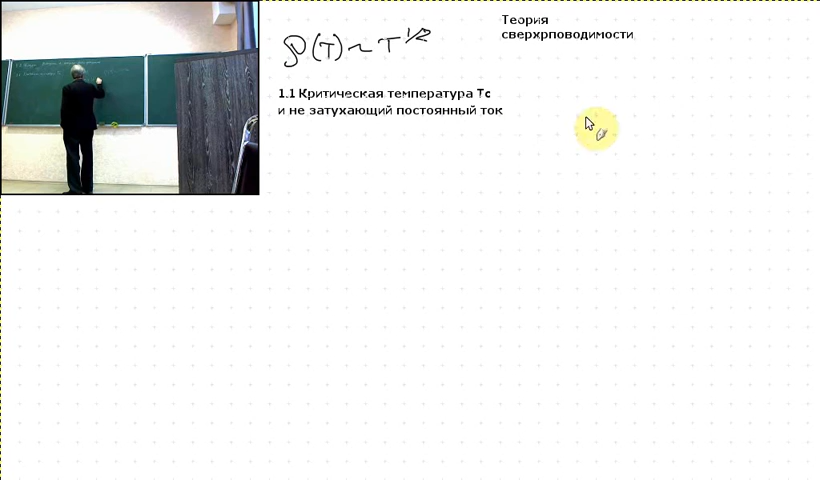 Теория
сверхрповодимости
ρ(T) ~ T^1/2
1.1 Критическая температура Тс
и не затухающий постоянный ток